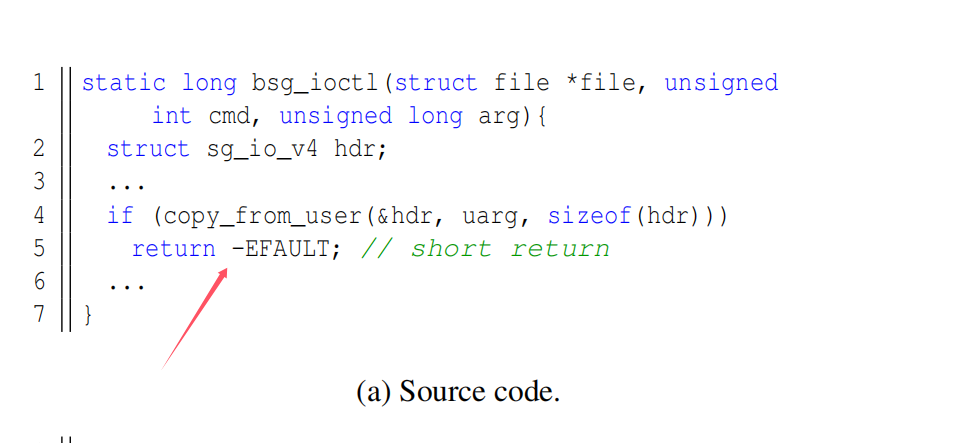 1 static long bsg_ioctl(struct file *file, unsigned
int cmd, unsigned long arg){
2 struct sg_io_v4 hdr;
3 ...
4 if (copy_from_user(&hdr, uarg, sizeof(hdr)))
5 return -EFAULT; // short return
6 ...
7 }
(a) Source code.